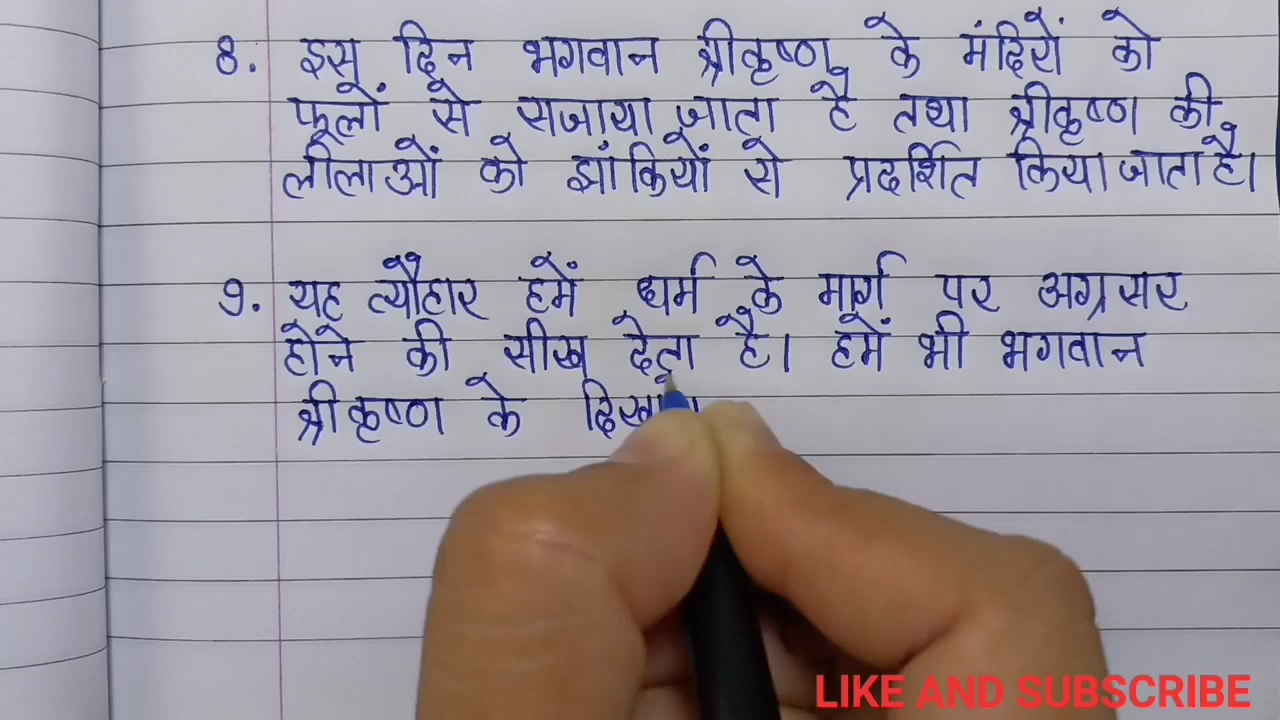 8. इस दिन भगवान श्रीकृष्ण के मंदिरों को
फूलों से सजाया जाता है तथा श्रीकृष्ण की
लीलाओं को झांकियों से प्रदर्शित किया जाता है।
9. यह त्यौहार हमें धर्म के मार्ग पर अग्रसर
होने की सीख देता है। हमें भी भगवान
श्रीकृष्ण के
LIKE AND SUBSCRIBE